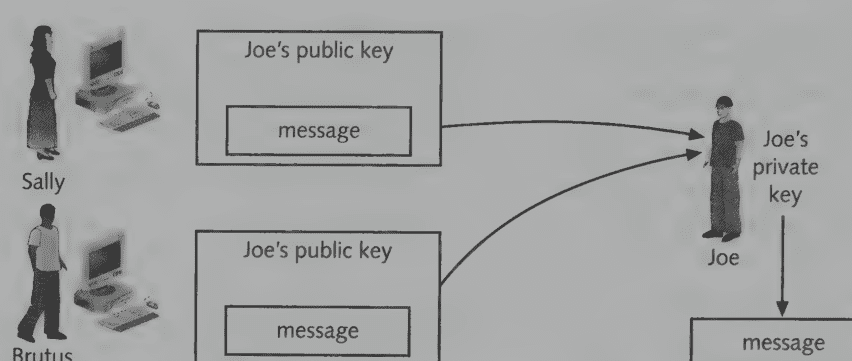 Joe's public key
message
Sally
Joe's
private
key
Joe
Joe's public key
message
Brutus
message